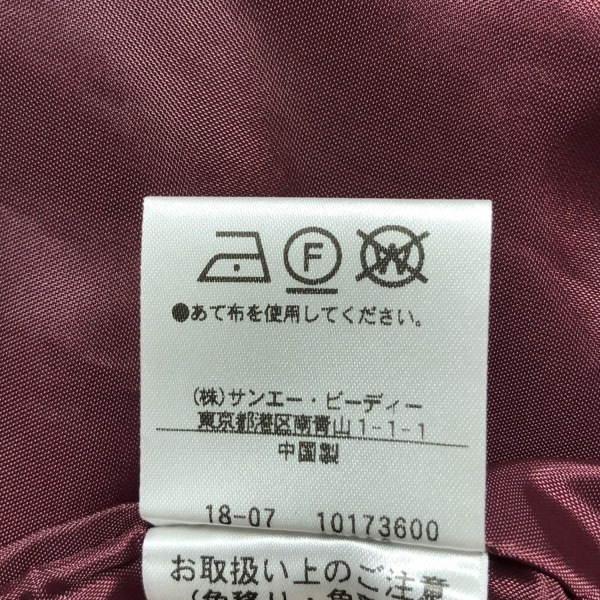 F W
●あて布を使用してください。
(株)サンエー・ビーディー
東京都港区南青山1-1-1
中国製
18-07 10173600
お取扱い上のご注意